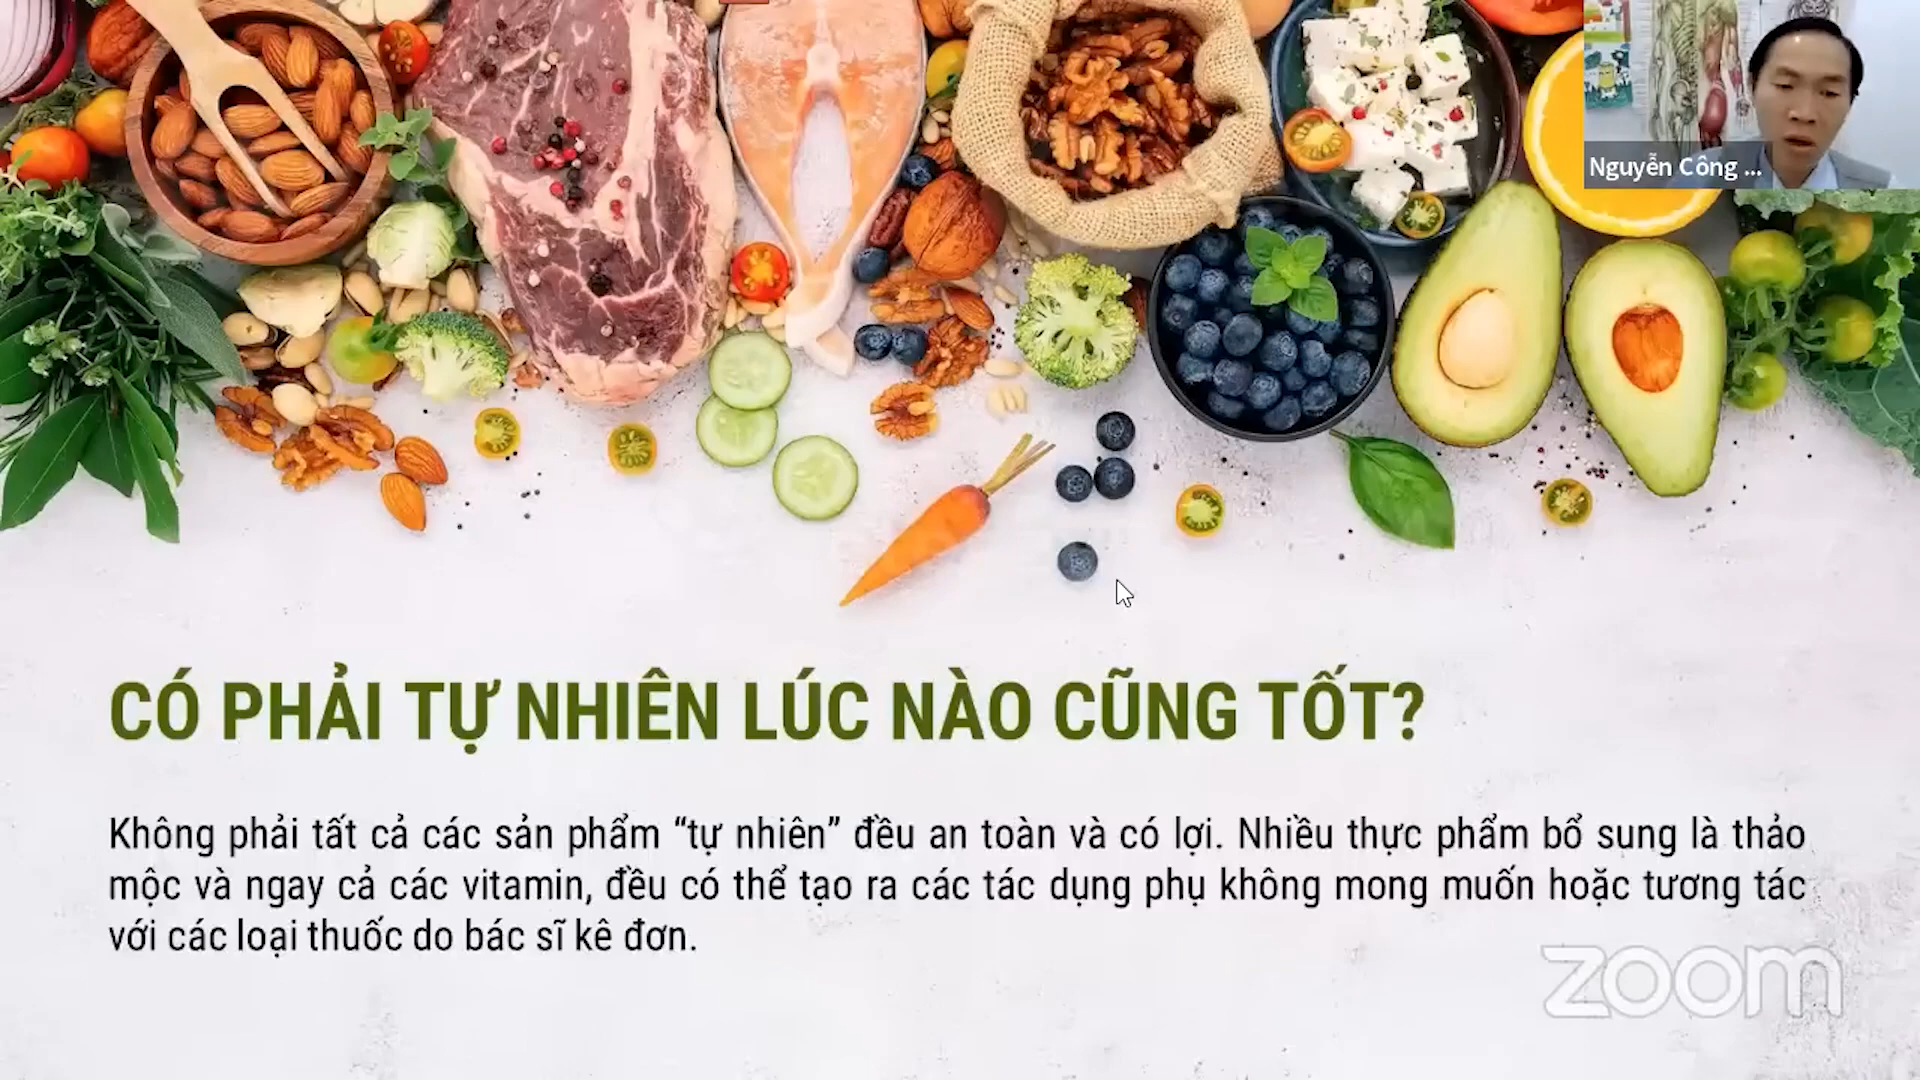 Nguyễn Công ...
CÓ PHẢI TỰ NHIÊN LÚC NÀO CŨNG TỐT?
Không phải tất cả các sản phẩm “tự nhiên” đều an toàn và có lợi. Nhiều thực phẩm bổ sung là thảo
mộc và ngay cả các vitamin, đều có thể tạo ra các tác dụng phụ không mong muốn hoặc tương tác
với các loại thuốc do bác sĩ kê đơn.
zoom